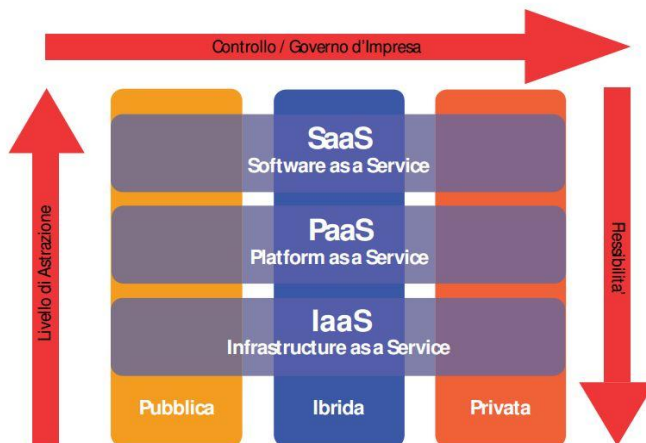 Controllo / Governo d'Impresa
Livello di Astrazione
SaaS
Software as a Service
PaaS
Platform as a Service
IaaS
Infrastructure as a Service
Flessibilita'
Pubblica
Ibrida
Privata